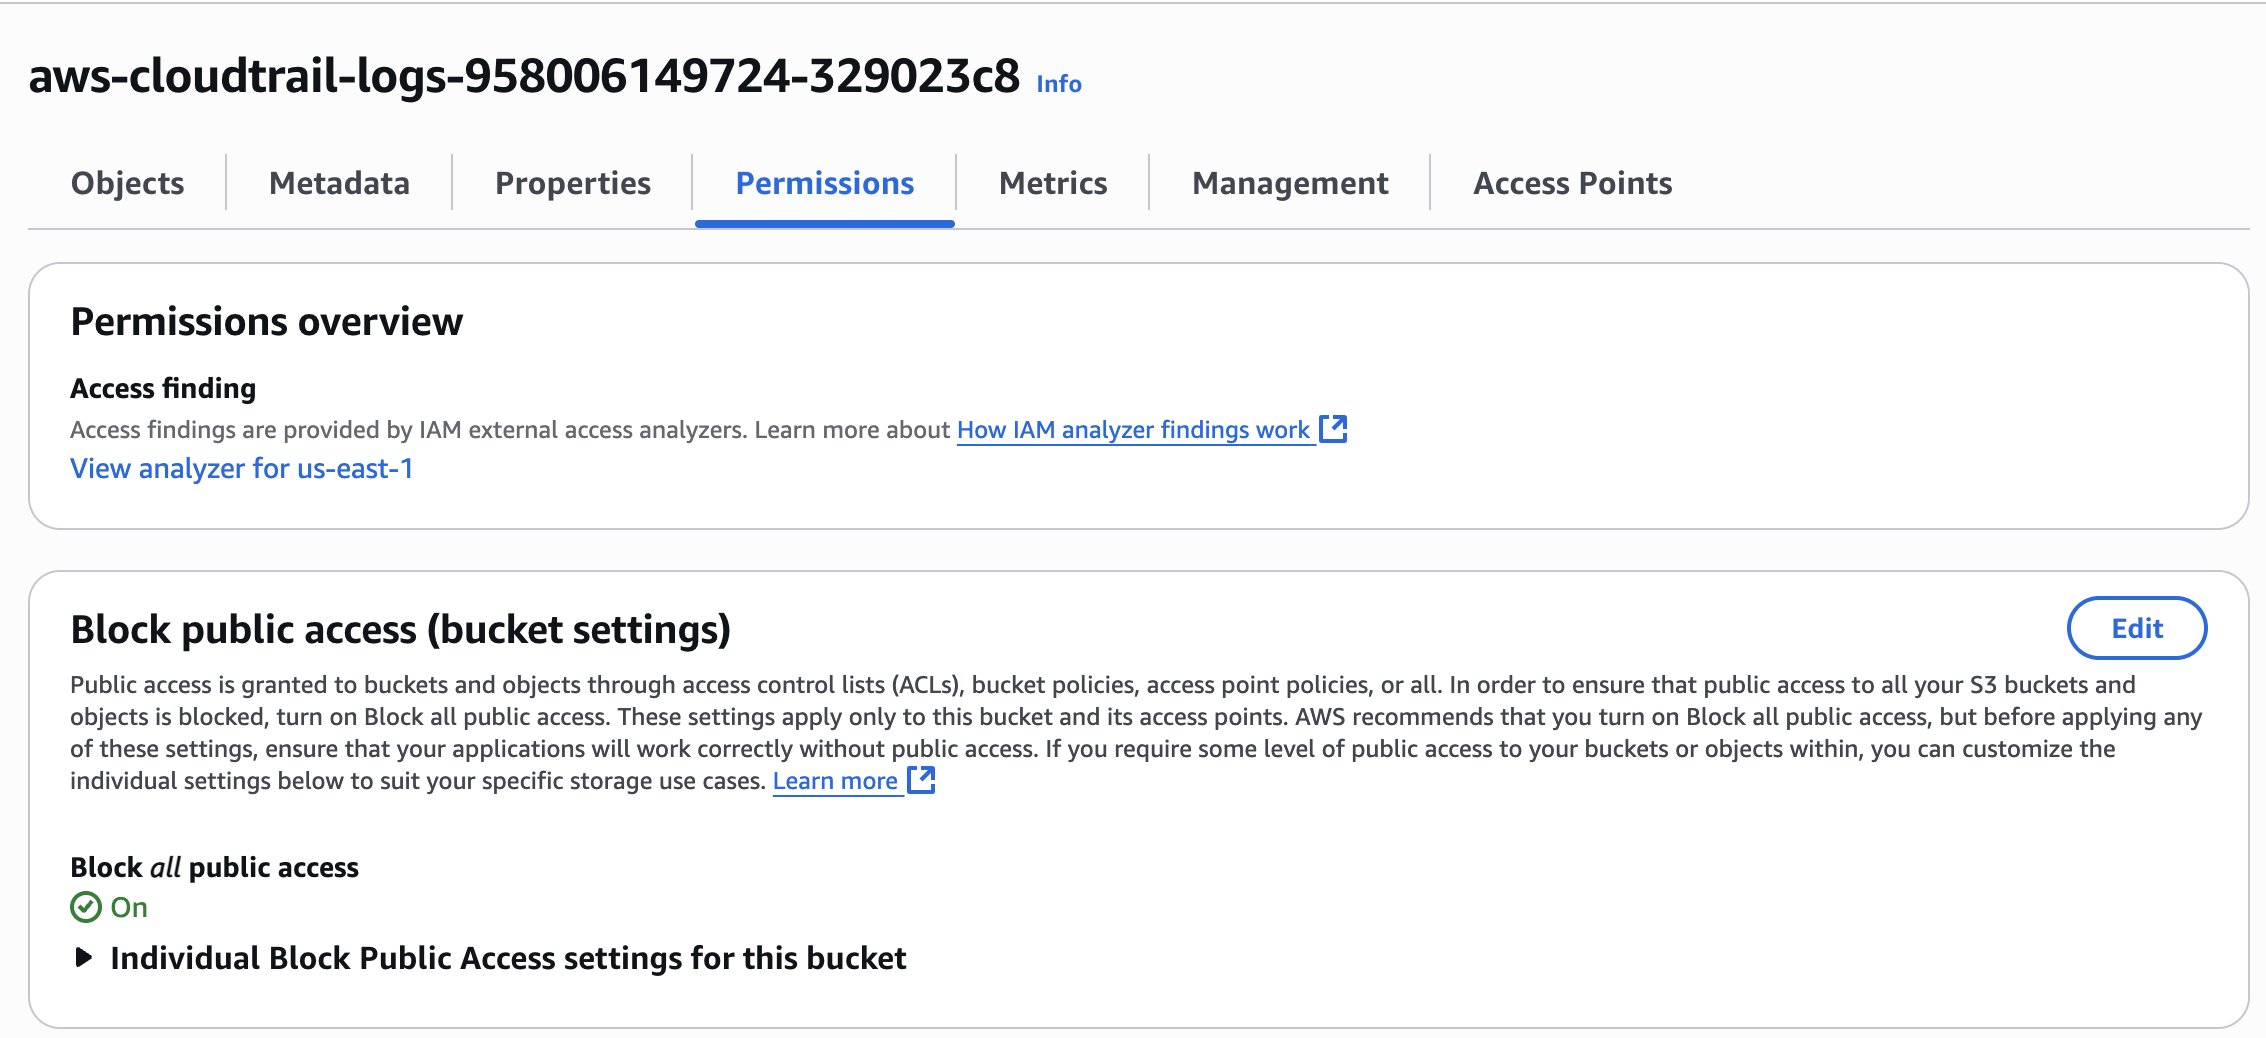 aws-cloudtrail-logs-958006149724-329023c8 Info
Objects Metadata Properties Permissions Metrics Management Access Points
Permissions overview
Access finding
Access findings are provided by IAM external access analyzers. Learn more about How IAM analyzer findings work
View analyzer for us-east-1
Block public access (bucket settings)
Edit
Public access is granted to buckets and objects through access control lists (ACLs), bucket policies, access point policies, or all. In order to ensure that public access to all your S3 buckets and
objects is blocked, turn on Block all public access. These settings apply only to this bucket and its access points. AWS recommends that you turn on Block all public access, but before applying any
of these settings, ensure that your applications will work correctly without public access. If you require some level of public access to your buckets or objects within, you can customize the
individual settings below to suit your specific storage use cases. Learn more
Block all public access
On
Individual Block Public Access settings for this bucket